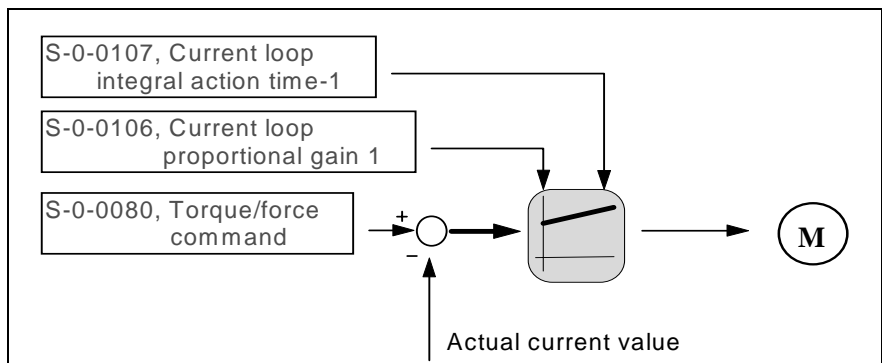 S-0-0107, Current loop
integral action time-1
S-0-0106, Current loop
proportional gain 1
S-0-0080, Torque/force
command
+
−
M
Actual current value